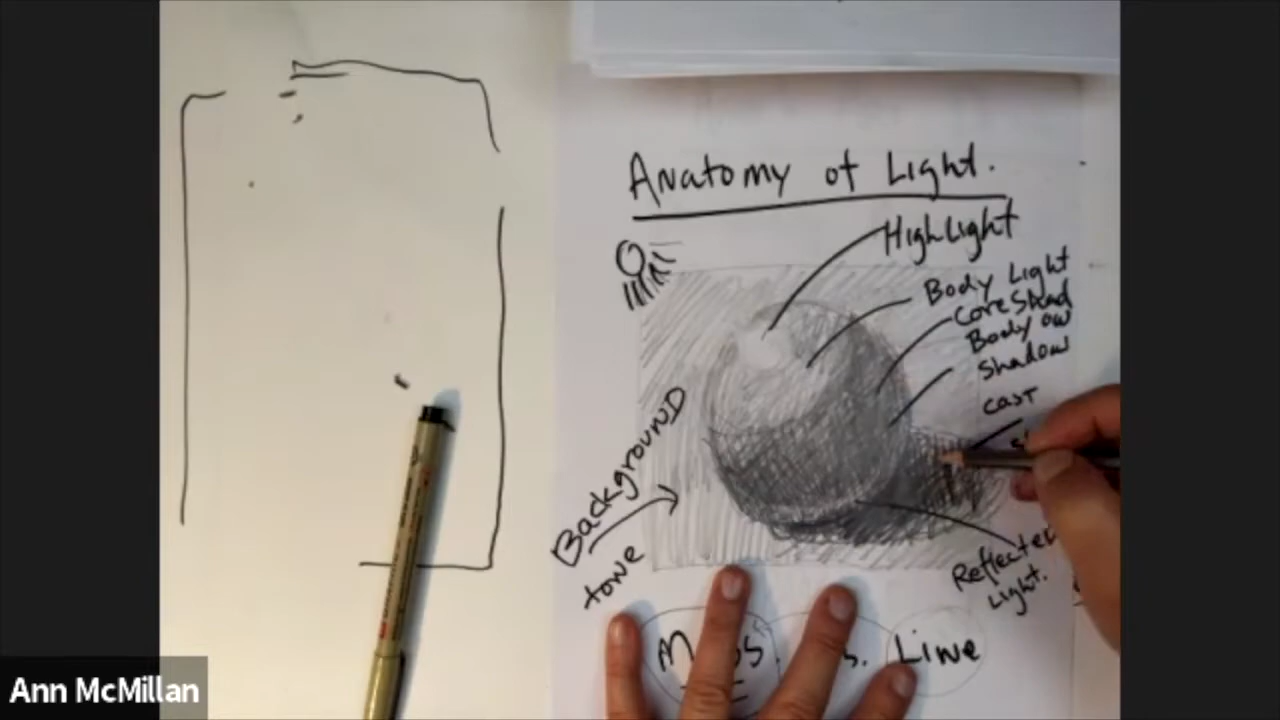 Anatomy of Light.
HighLight
Body Light
Core Shad
ow
Body
Shadow
cast
Background
tone
Reflected
Light.
Line
Ann McMillan